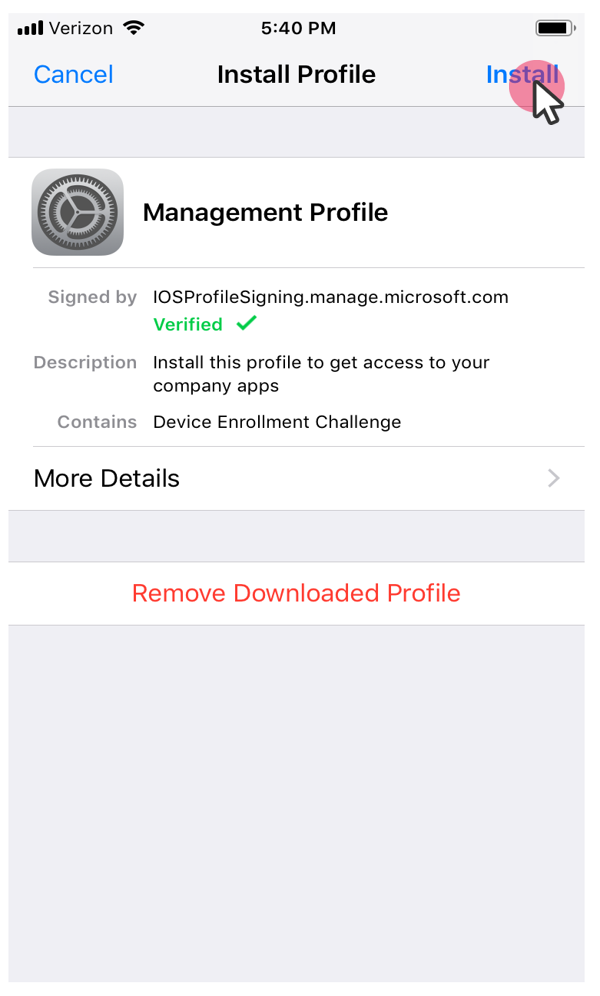 Verizon 5:40 PM
Cancel Install Profile Install
Management Profile
Signed by IOSProfileSigning.manage.microsoft.com
Verified
Description Install this profile to get access to your
company apps
Contains Device Enrollment Challenge
More Details
Remove Downloaded Profile